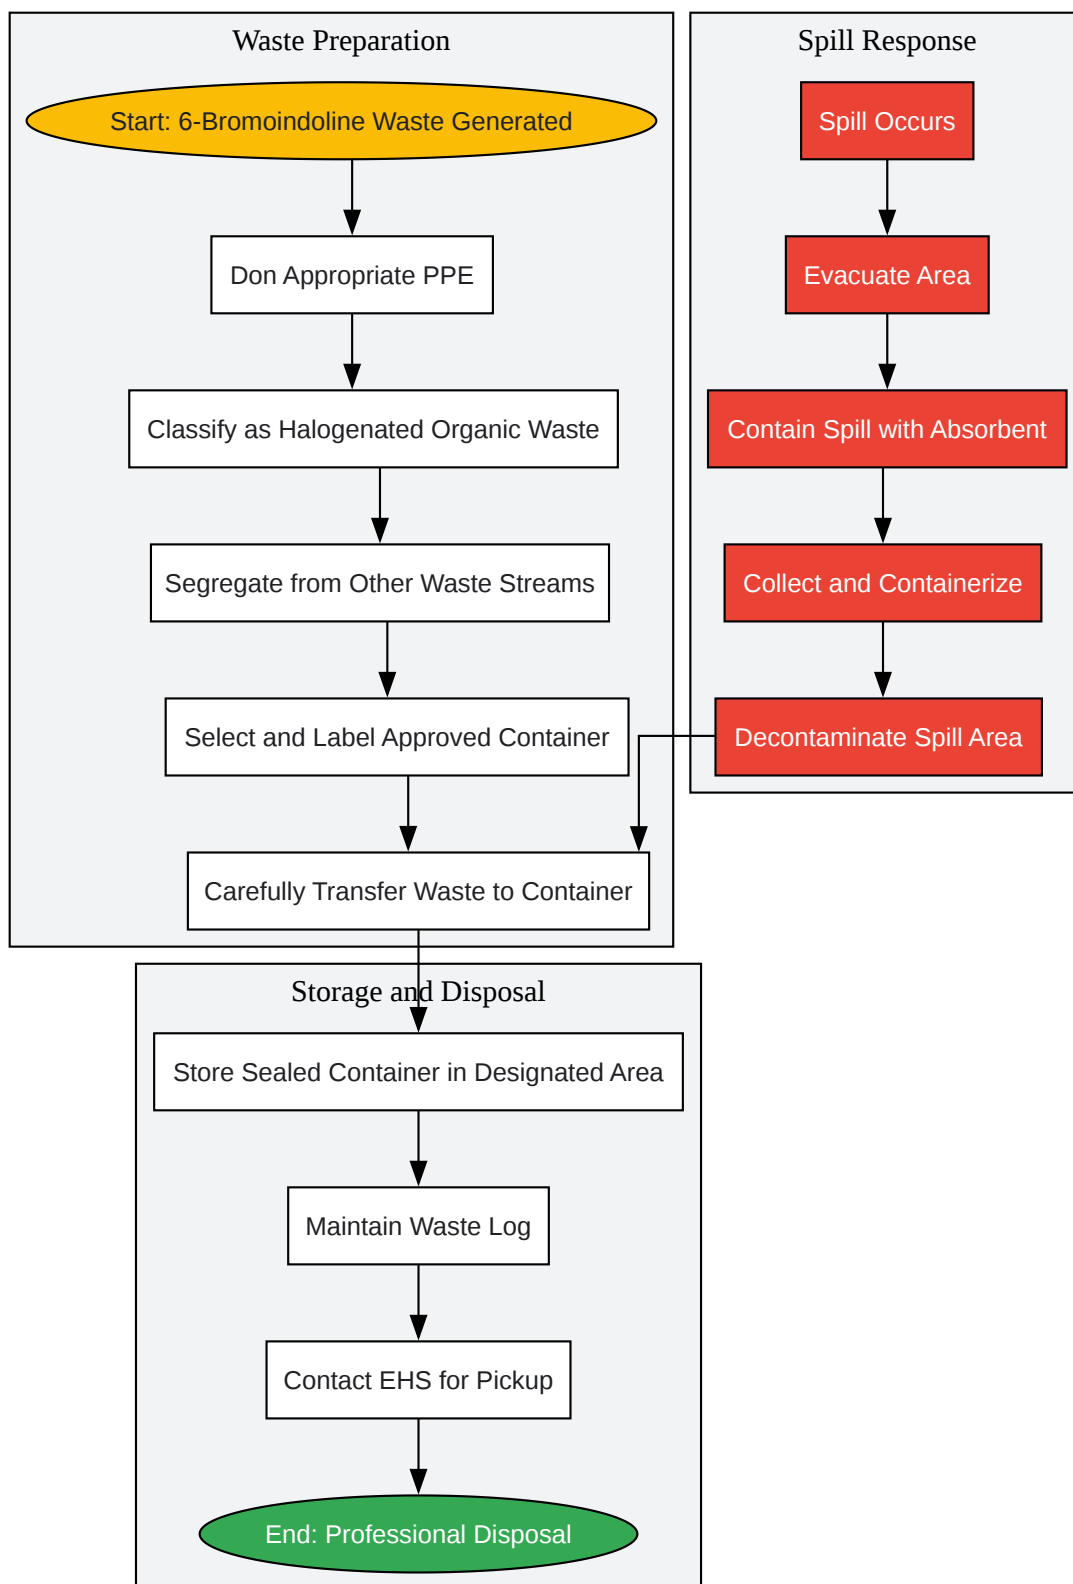 Waste Preparation
Start: 6-Bromoindoline Waste Generated
Don Appropriate PPE
Classify as Halogenated Organic Waste
Segregate from Other Waste Streams
Select and Label Approved Container
Carefully Transfer Waste to Container
Spill Response
Spill Occurs
Evacuate Area
Contain Spill with Absorbent
Collect and Containerize
Decontaminate Spill Area
Storage and Disposal
Store Sealed Container in Designated Area
Maintain Waste Log
Contact EHS for Pickup
End: Professional Disposal